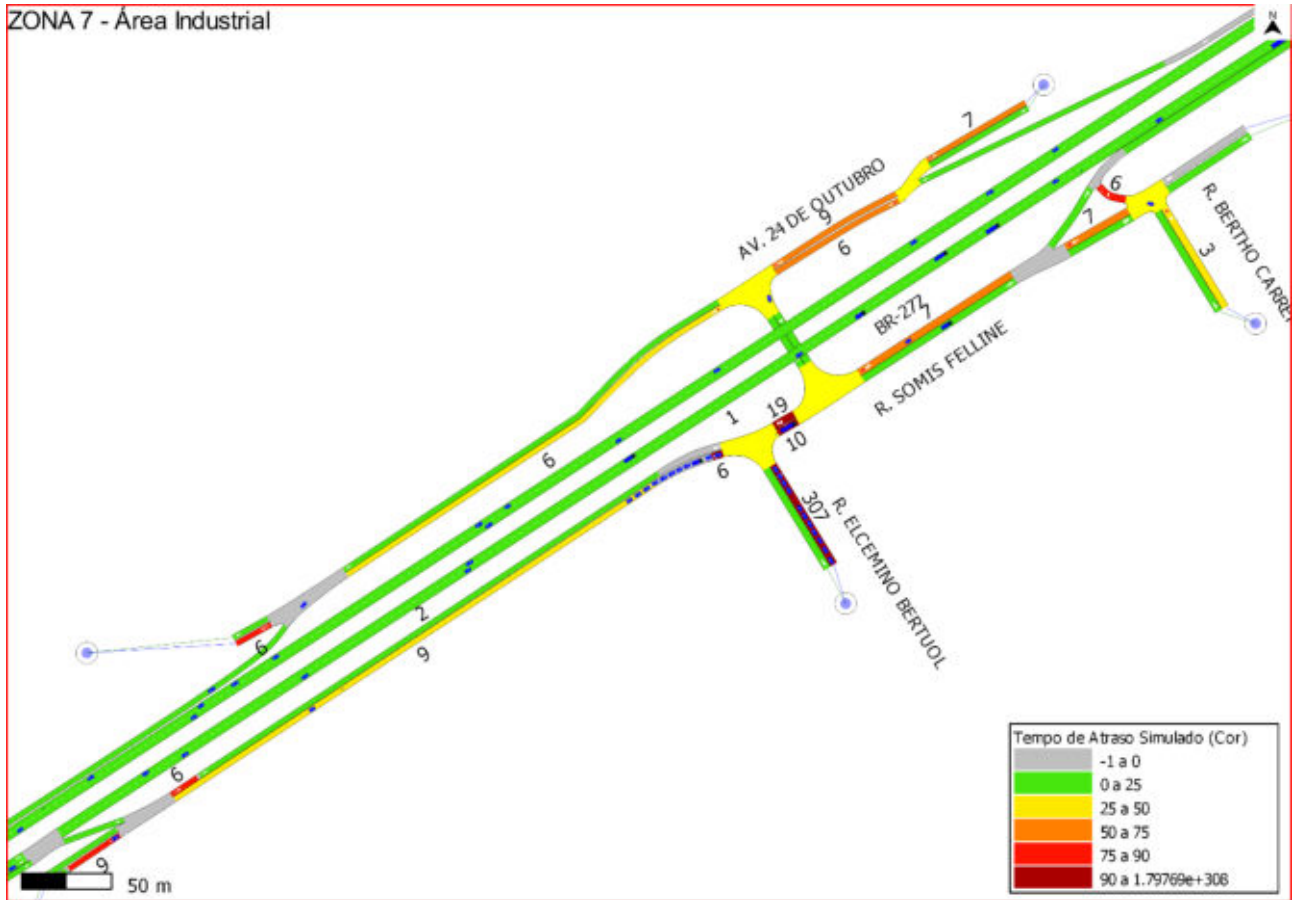 ZONA 7 - Área Industrial
N
7
AV. 24 DE OUTUBRO
9
6
6
7
R. BERTHO CARRE
3
BR-277
7
R. SOMIS FELLINE
1
19
10
6
6
307
R. ELCEMINO BERTUOL
2
9
6
6
9
50 m
Tempo de Atraso Simulado (Cor)
-1 a 0
0 a 25
25 a 50
50 a 75
75 a 90
90 a 1.79769e+308